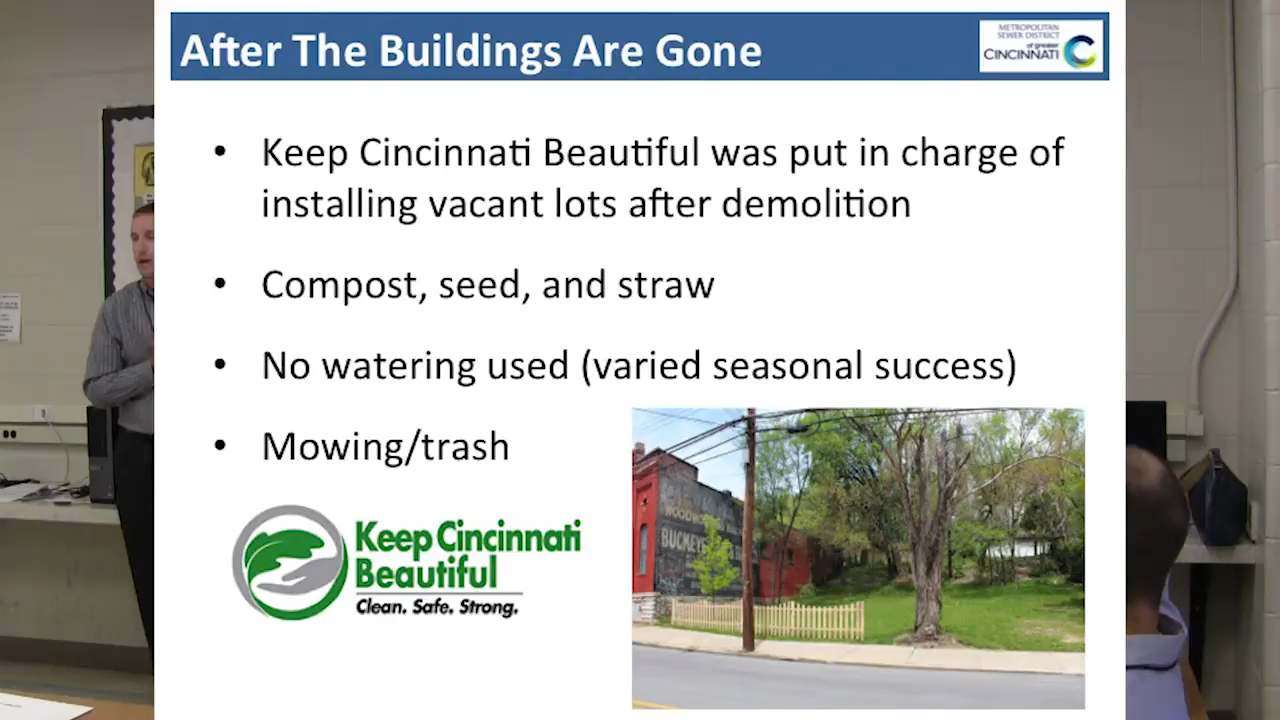 After The Buildings Are Gone
METROPOLITAN
SEWER DISTRICT
of greater
CINCINNATI
• Keep Cincinnati Beautiful was put in charge of
installing vacant lots after demolition
• Compost, seed, and straw
• No watering used (varied seasonal success)
• Mowing/trash
Keep Cincinnati
Beautiful
Clean. Safe. Strong.
BUCKEYE